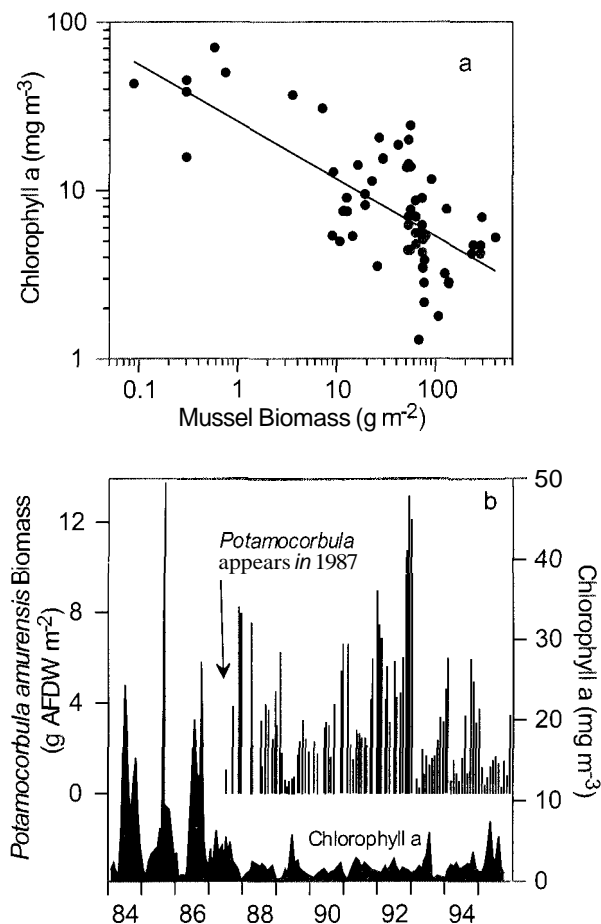 100
10
1
Chlorophyll a (mg m-3)
a
0.1 1 10 100
Mussel Biomass (g m-2)
b
12
8
4
0
Potamocorbula amurensis Biomass
(g AFDW m-2)
Potamocorbula
appears in 1987
50
40
30
20
10
0
Chlorophyll a (mg m-3)
Chlorophyll a
84 86 88 90 92 94